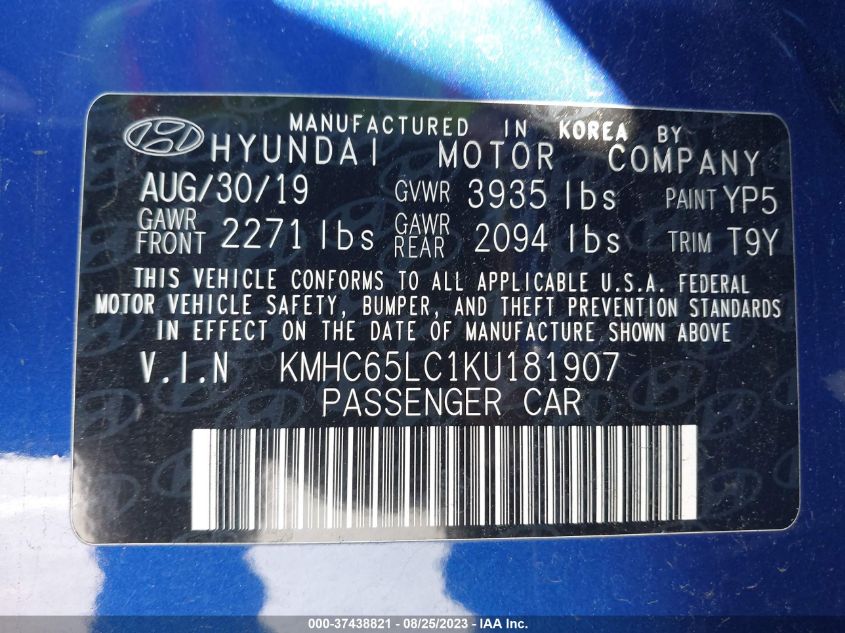 MANUFACTURED IN KOREA BY
HYUNDAI MOTOR COMPANY
AUG/30/19 GVWR 3935 lbs PAINT YP5
GAWR FRONT 2271 lbs GAWR REAR 2094 lbs TRIM T9Y
THIS VEHICLE CONFORMS TO ALL APPLICABLE U.S.A. FEDERAL
MOTOR VEHICLE SAFETY, BUMPER, AND THEFT PREVENTION STANDARDS
IN EFFECT ON THE DATE OF MANUFACTURE SHOWN ABOVE
V.I.N KMHC65LC1KU181907
PASSENGER CAR
000-37438821 - 08/25/2023 - IAA Inc.